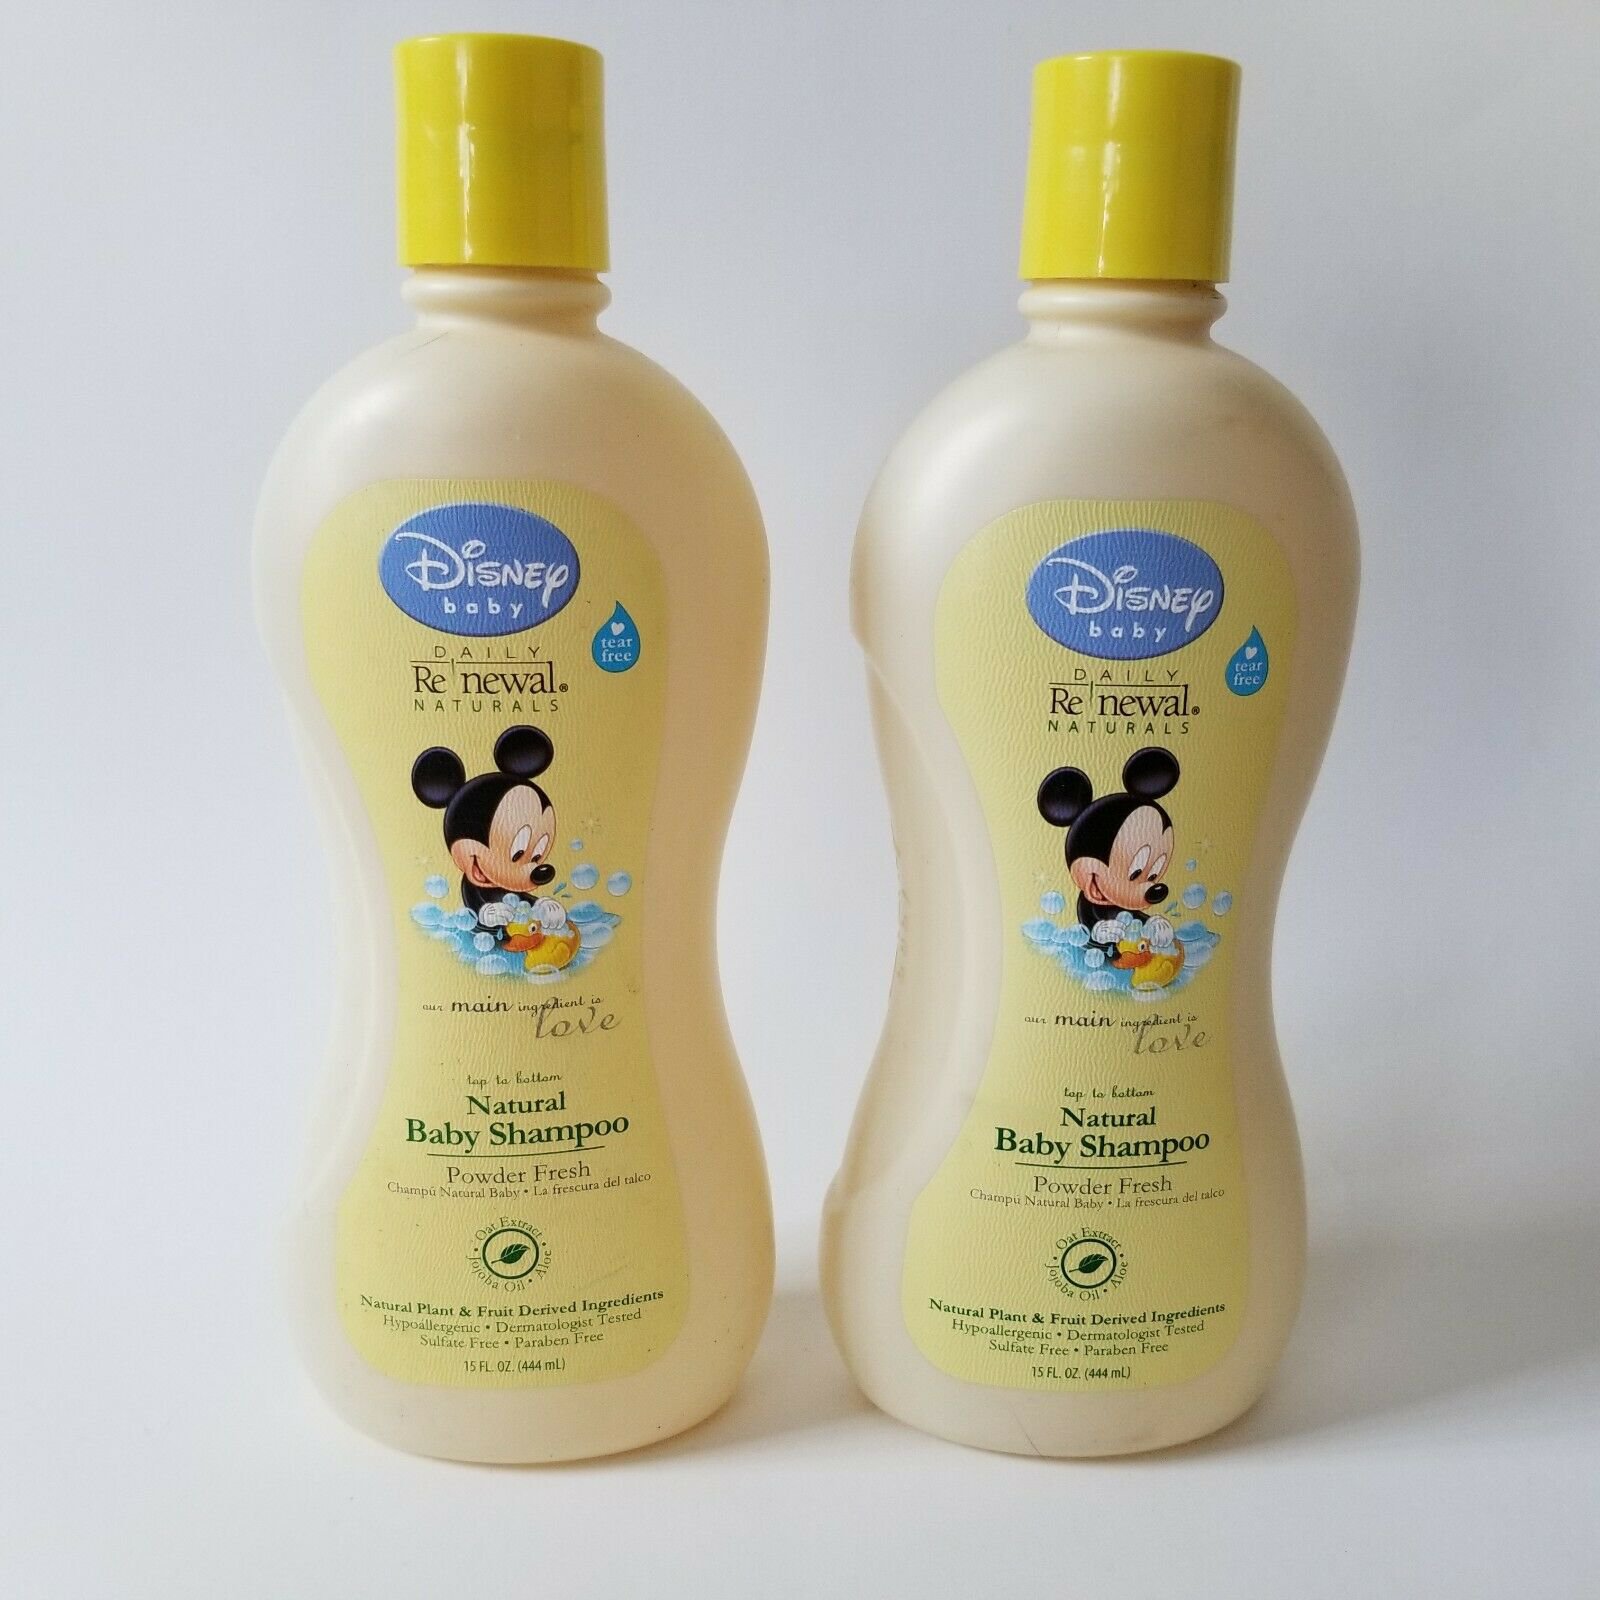 Disney
baby
tear
free
DAILY
Re'newal®
NATURALS
our main ingredient is
love
top to bottom
Natural
Baby Shampoo
Powder Fresh
Champú Natural Baby • La frescura del talco
Oat Extract • Aloe • Jojoba Oil •
Natural Plant & Fruit Derived Ingredients
Hypoallergenic • Dermatologist Tested
Sulfate Free • Paraben Free
15 FL. OZ. (444 mL)
Disney
baby
tear
free
DAILY
Re'newal®
NATURALS
our main ingredient is
love
top to bottom
Natural
Baby Shampoo
Powder Fresh
Champú Natural Baby • La frescura del talco
Oat Extract • Aloe • Jojoba Oil •
Natural Plant & Fruit Derived Ingredients
Hypoallergenic • Dermatologist Tested
Sulfate Free • Paraben Free
15 FL. OZ. (444 mL)